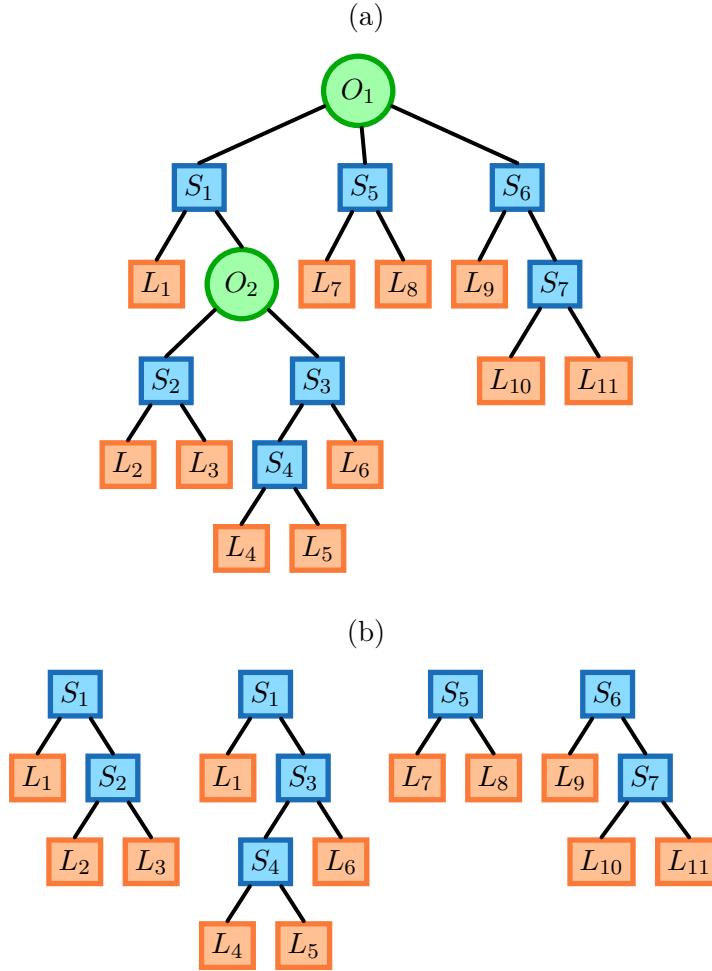 (a)
O₁
S₁ S₅ S₆
L₁ O₂ L₇ L₈ L₉ S₇
S₂ S₃ L₁₀ L₁₁
L₂ L₃ S₄ L₆
L₄ L₅
(b)
S₁ S₁ S₅ S₆
L₁ S₂ L₁ S₃ L₇ L₈ L₉ S₇
L₂ L₃ S₄ L₆ L₁₀ L₁₁
L₄ L₅